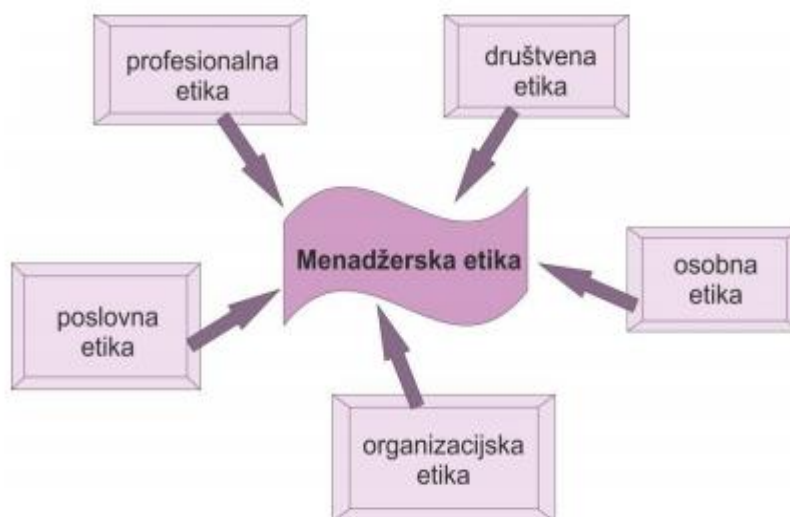 profesionalna
etika
društvena
etika
Menadžerska etika
osobna
etika
poslovna
etika
organizacijska
etika